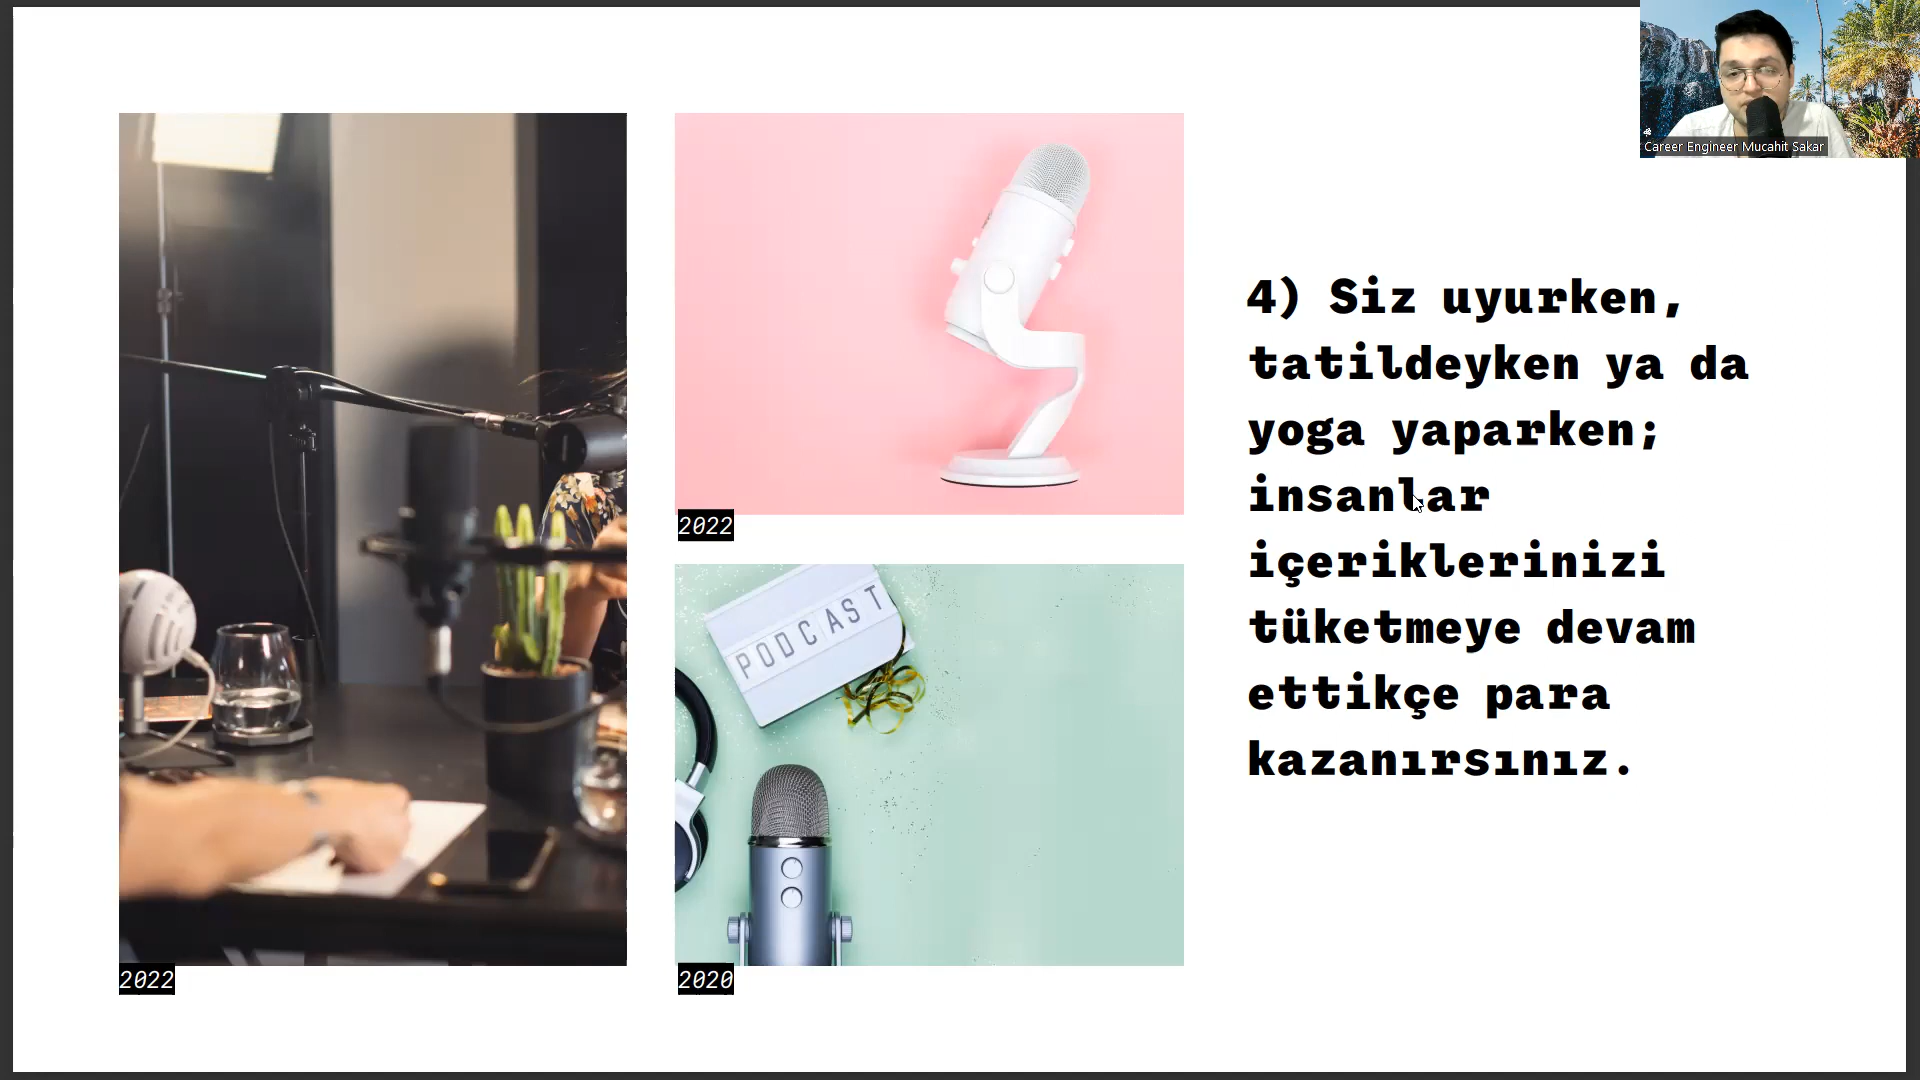 Career Engineer Mucahit Sakar
4) Siz uyurken,
tatildeyken ya da
yoga yaparken;
insanlar
içeriklerinizi
tüketmeye devam
ettikçe para
kazanırsınız.
2022
PODCAST
2022
2020